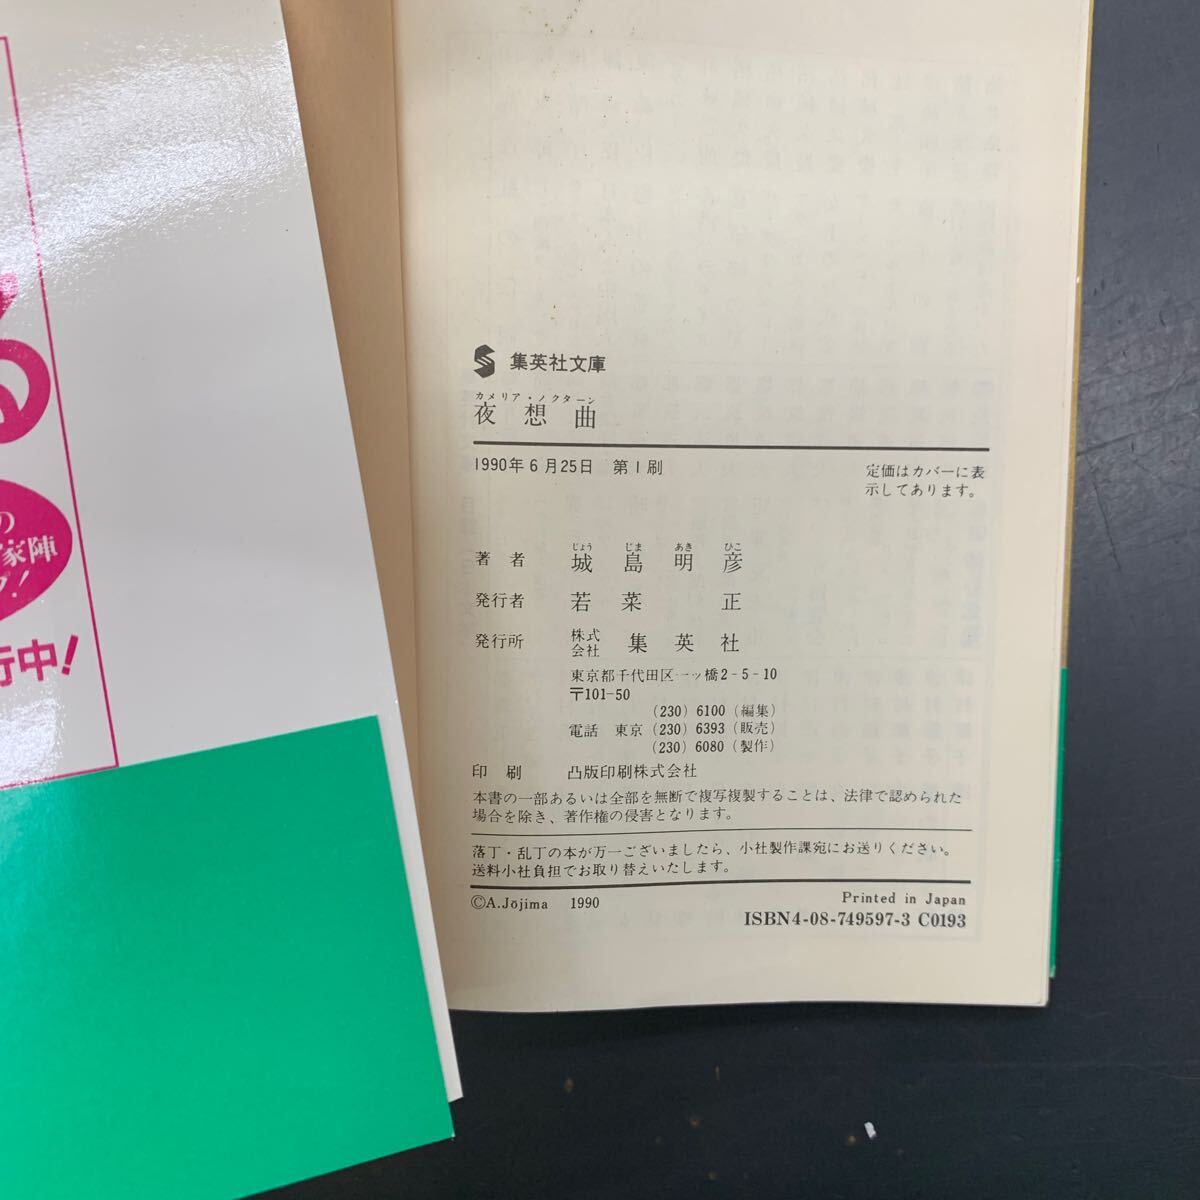 る
の
家陣
プ!
行中!
集英社文庫
カメリア・ノクターン
夜想曲
1990年6月25日 第1刷
定価はカバーに表
示してあります。
じょう じま あき ひこ
著者 城島明彦
発行者 若菜 正
発行所 株式会社 集英社
東京都千代田区一ッ橋2-5-10
〒101-50
(230) 6100 (編集)
電話 東京 (230) 6393 (販売)
(230) 6080 (製作)
印刷 凸版印刷株式会社
本書の一部あるいは全部を無断で複写複製することは、法律で認められた
場合を除き、著作権の侵害となります。
落丁・乱丁の本が万一ございましたら、小社製作課宛にお送りください。
送料小社負担でお取り替えいたします。
©A.Jōjima 1990
Printed in Japan
ISBN4-08-749597-3 C0193